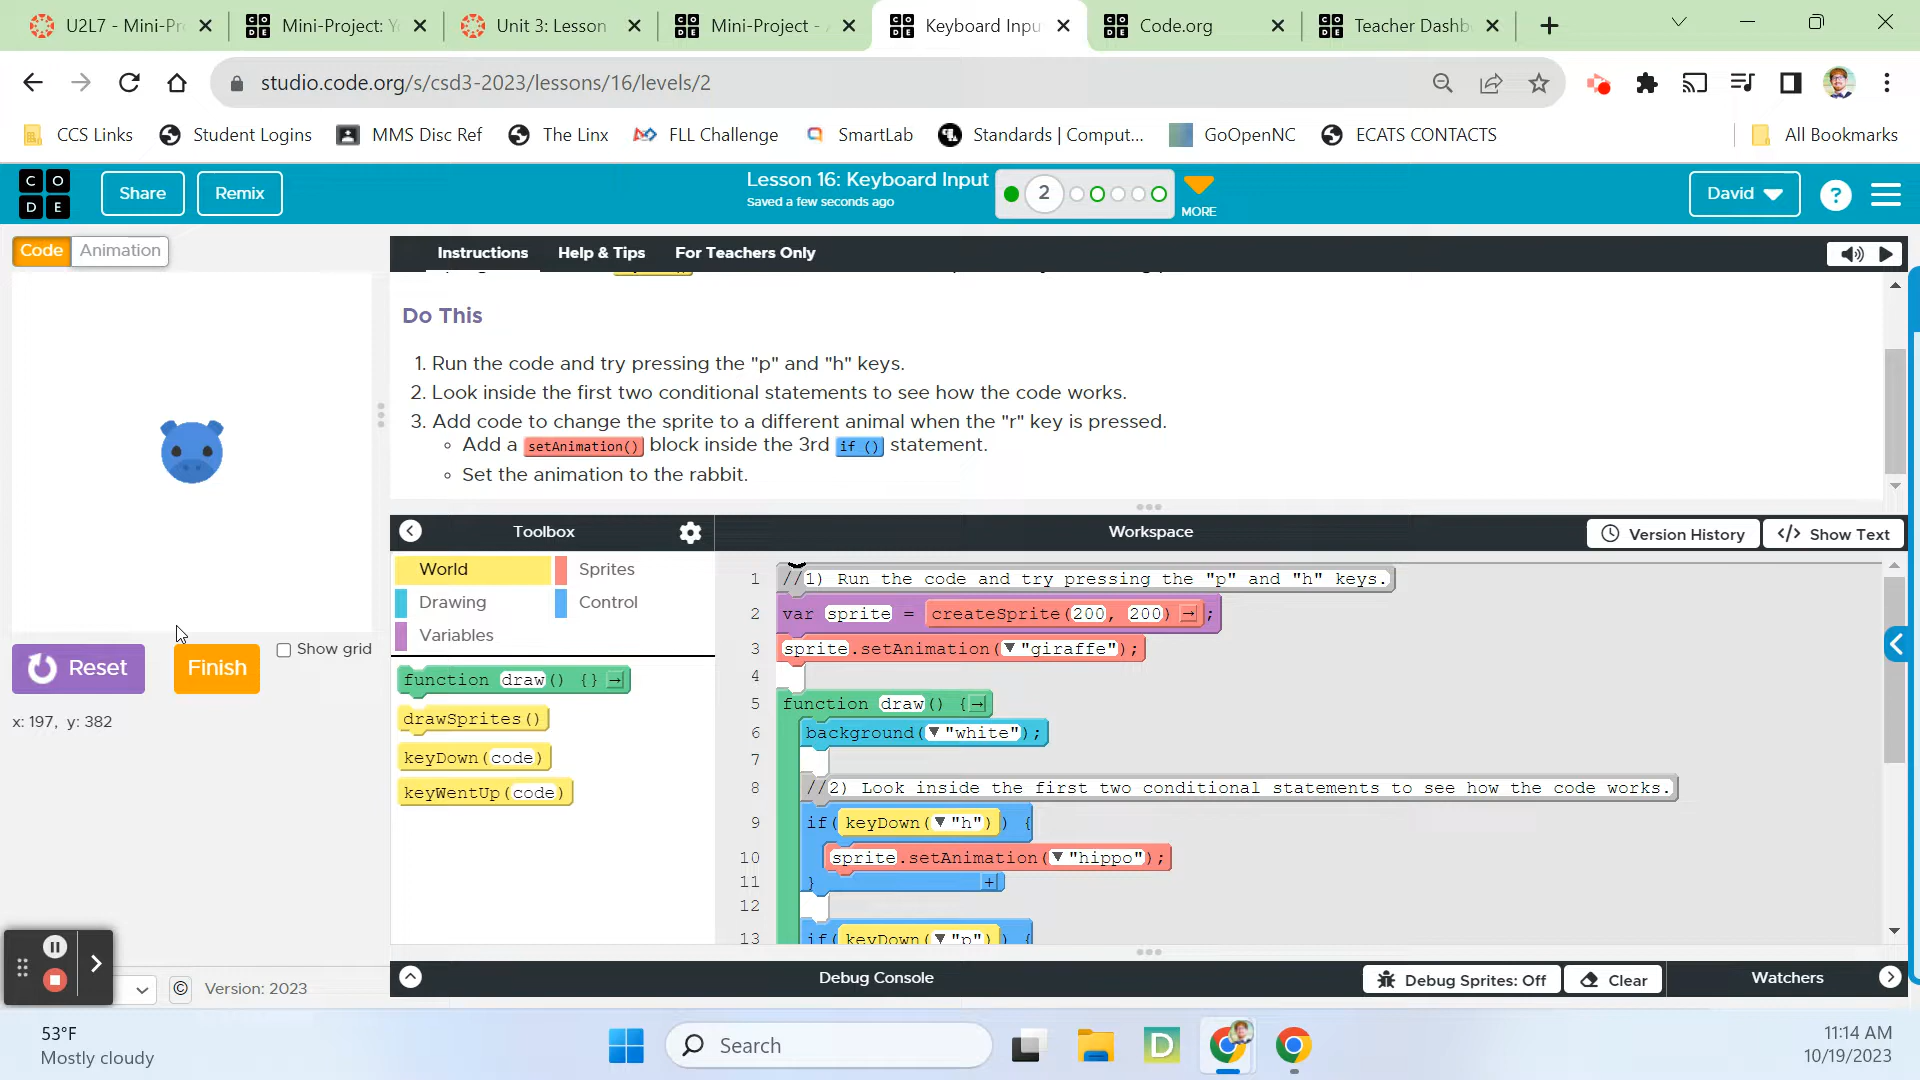 U2L7 - Mini-Pr
Mini-Project: Y
Unit 3: Lesson
Mini-Project -
Keyboard Inpu
Code.org
Teacher Dashb
studio.code.org/s/csd3-2023/lessons/16/levels/2
CCS Links
Student Logins
MMS Disc Ref
The Linx
FLL Challenge
SmartLab
Standards | Comput...
GoOpenNC
ECATS CONTACTS
All Bookmarks
C O D E
Share
Remix
Lesson 16: Keyboard Input
Saved a few seconds ago
2
MORE
David
?
Code
Animation
Instructions
Help & Tips
For Teachers Only
Do This
1. Run the code and try pressing the "p" and "h" keys.
2. Look inside the first two conditional statements to see how the code works.
3. Add code to change the sprite to a different animal when the "r" key is pressed.
Add a setAnimation() block inside the 3rd if () statement.
Set the animation to the rabbit.
Reset
Finish
Show grid
x: 197, y: 382
Toolbox
Workspace
Version History
</> Show Text
World
Sprites
Drawing
Control
Variables
function draw() {}
drawSprites()
keyDown(code)
keyWentUp(code)
1 //1) Run the code and try pressing the "p" and "h" keys.
2 var sprite = createSprite(200, 200);
3 sprite.setAnimation("giraffe");
4
5 function draw() {
6 background("white");
7
8 //2) Look inside the first two conditional statements to see how the code works.
9 if(keyDown("h")) {
10 sprite.setAnimation("hippo");
11 } +
12
13 if(keyDown("p")) {
© Version: 2023
Debug Console
Debug Sprites: Off
Clear
Watchers
53°F
Mostly cloudy
Search
D
11:14 AM
10/19/2023